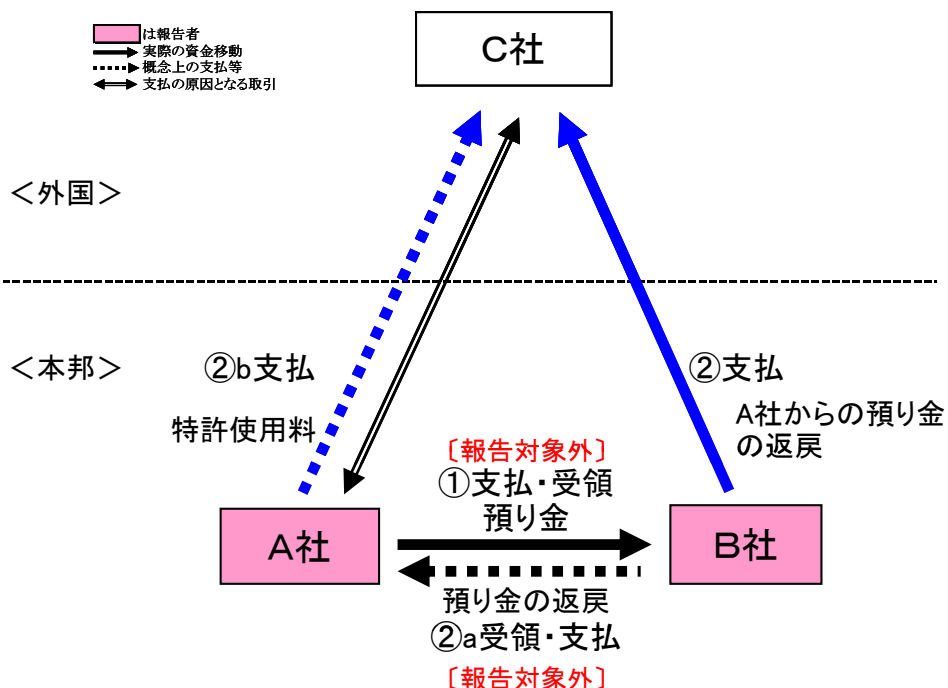 は報告者
実際の資金移動
概念上の支払等
支払の原因となる取引
C社
＜外国＞
＜本邦＞
②b支払
特許使用料
②支払
A社からの預り金
の返戻
〔報告対象外〕
①支払・受領
預り金
A社
B社
預り金の返戻
②a受領・支払
〔報告対象外〕